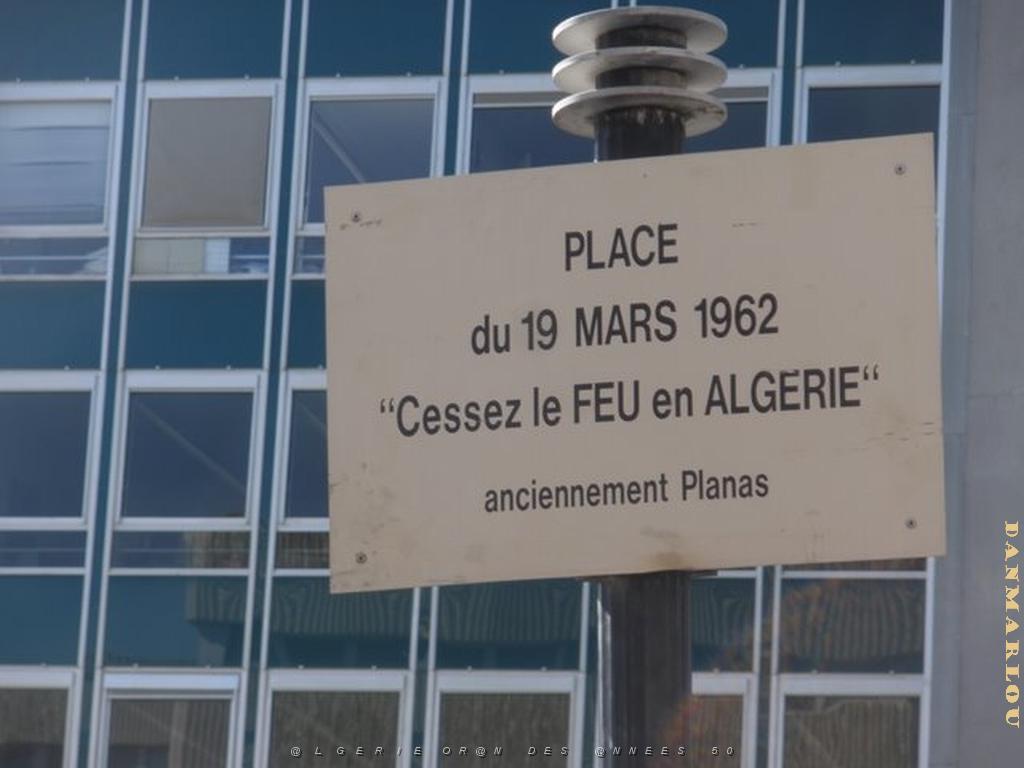 PLACE
du 19 MARS 1962
“Cessez le FEU en ALGERIE“
anciennement Planas
DANMARLOU
@LGERIE OR@N DES @NNEES 50